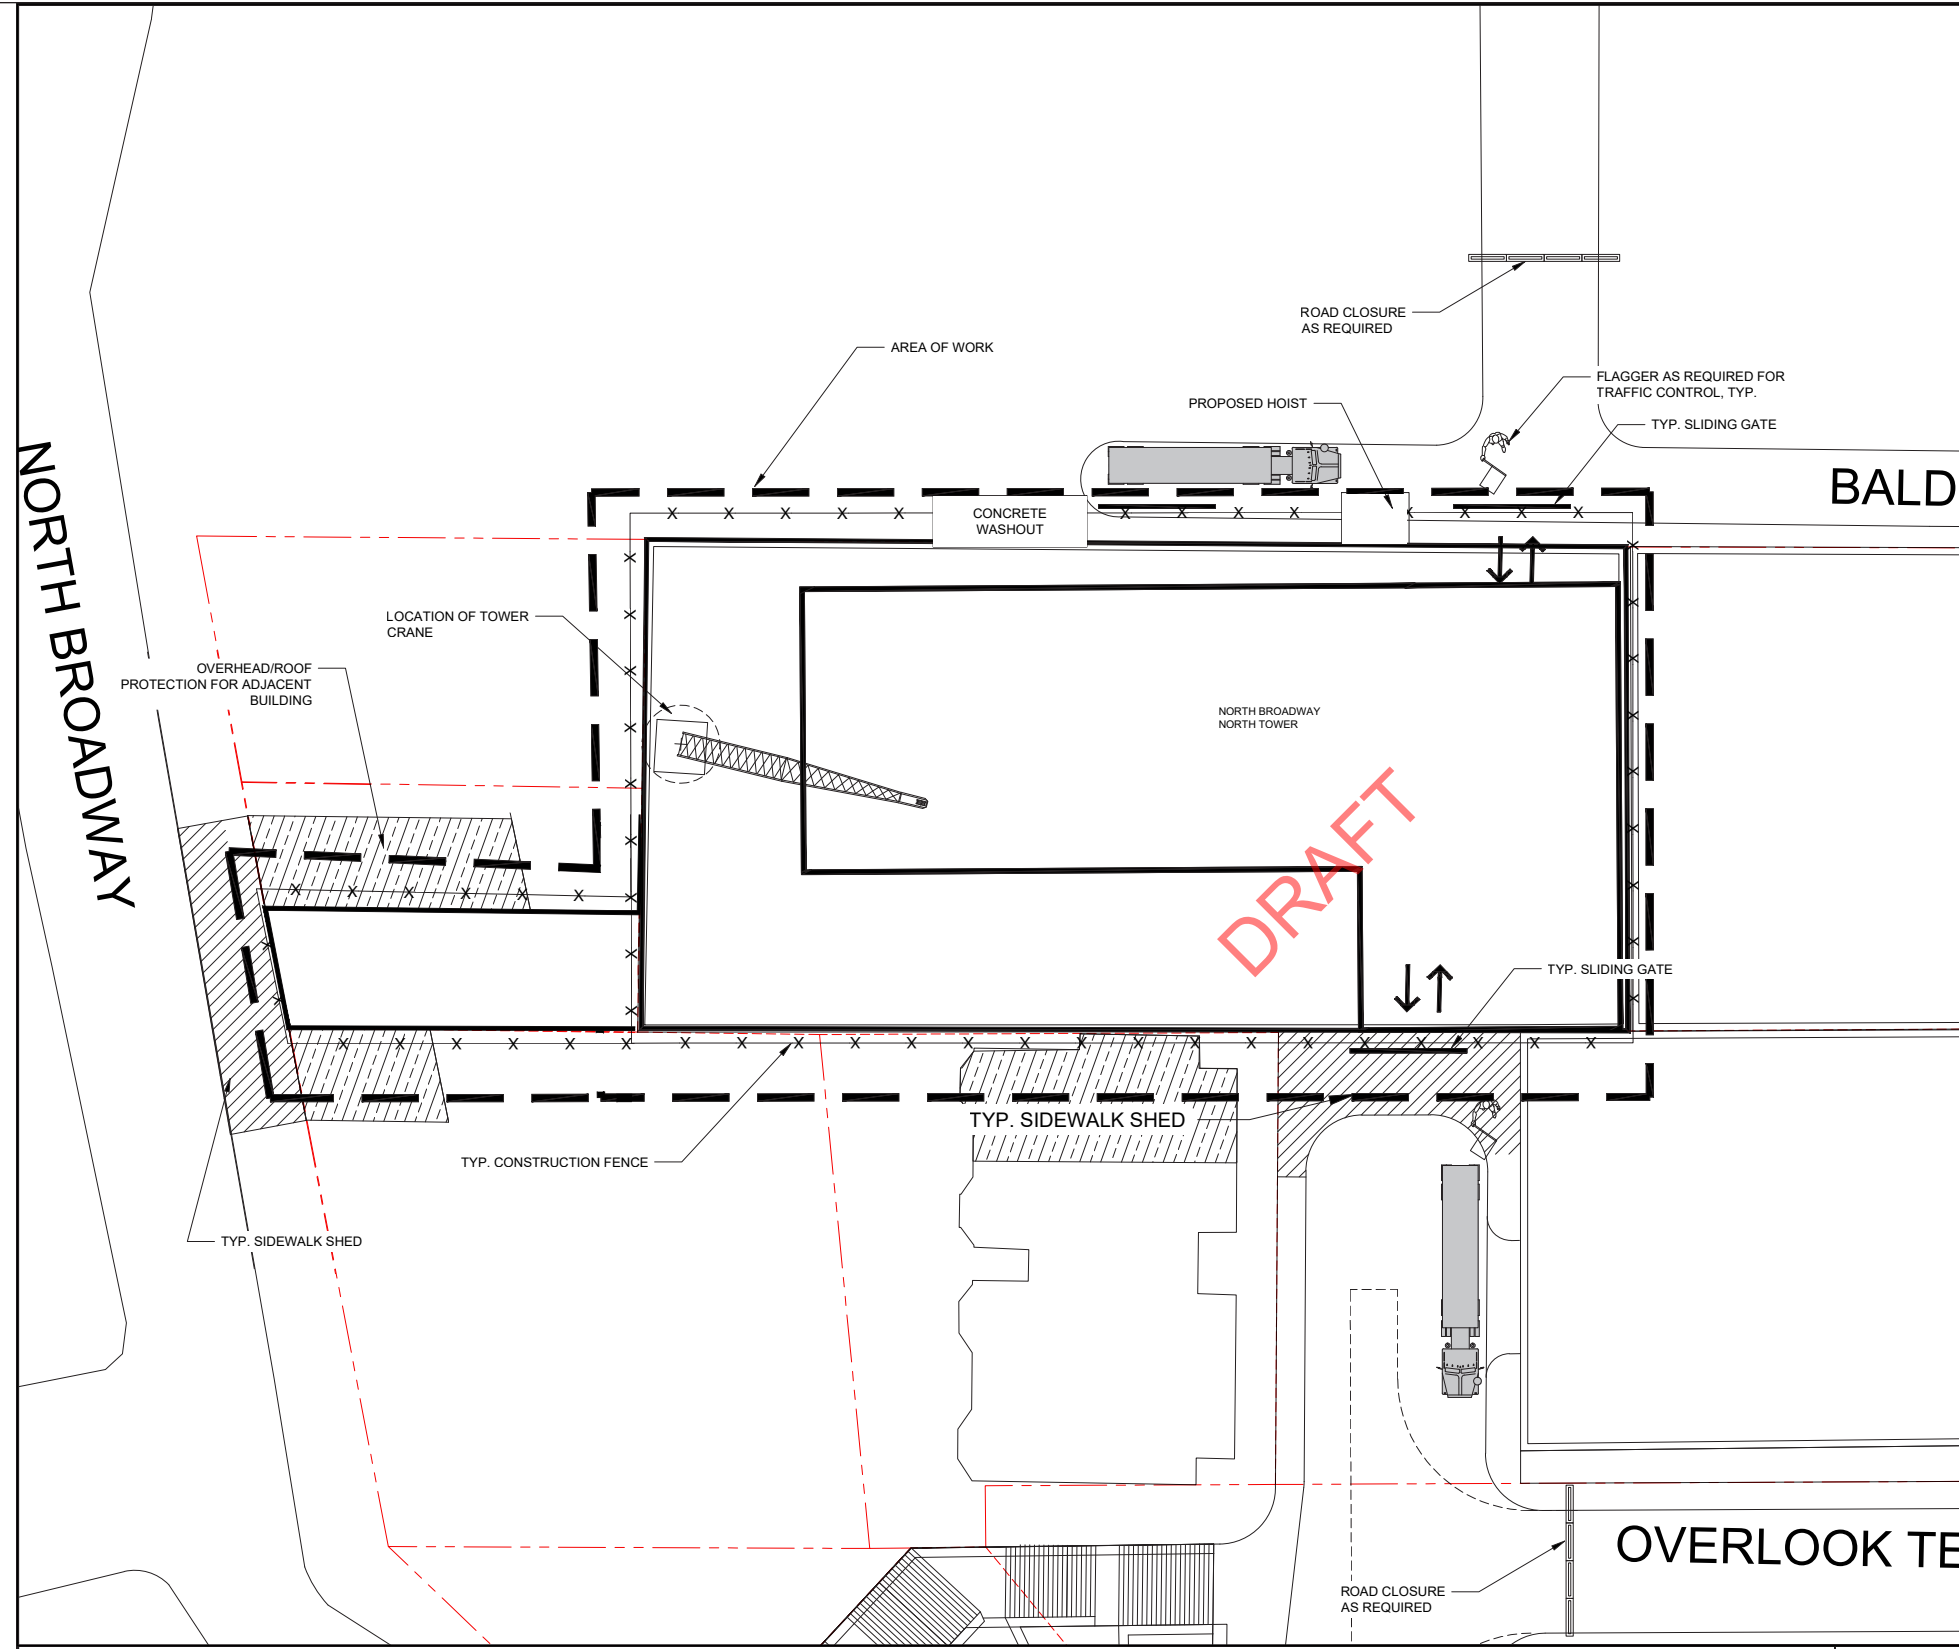 ROAD CLOSURE
AS REQUIRED
AREA OF WORK
FLAGGER AS REQUIRED FOR
TRAFFIC CONTROL, TYP.
PROPOSED HOIST
TYP. SLIDING GATE
BALD
NORTH BROADWAY
CONCRETE
WASHOUT
LOCATION OF TOWER
CRANE
OVERHEAD/ROOF
PROTECTION FOR ADJACENT
BUILDING
NORTH BROADWAY
NORTH TOWER
DRAFT
TYP. SLIDING GATE
TYP. SIDEWALK SHED
TYP. CONSTRUCTION FENCE
TYP. SIDEWALK SHED
OVERLOOK TE
ROAD CLOSURE
AS REQUIRED